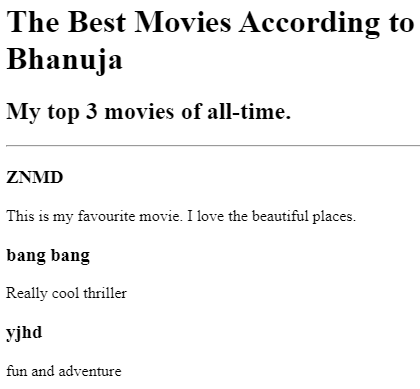 The Best Movies According to
Bhanuja
My top 3 movies of all-time.
ZNMD
This is my favourite movie. I love the beautiful places.
bang bang
Really cool thriller
yjhd
fun and adventure